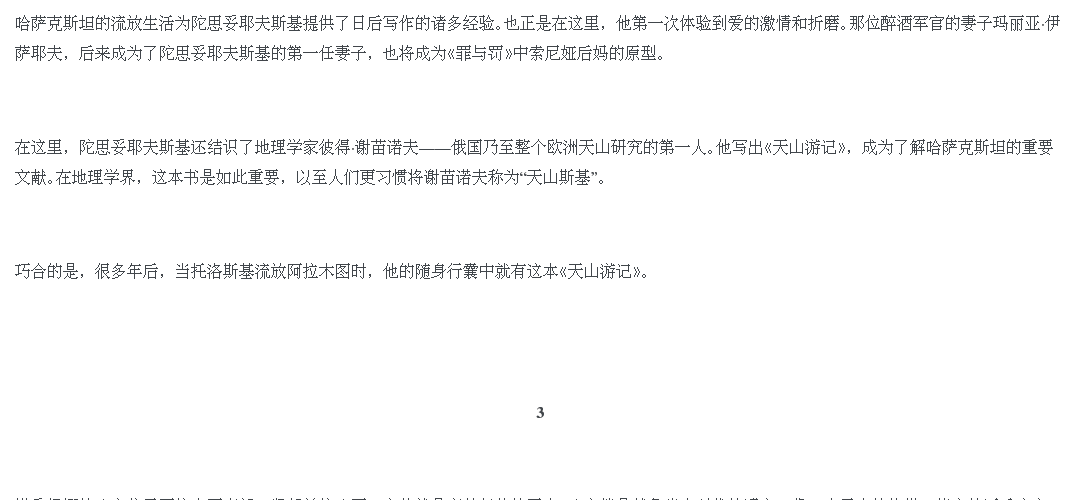 哈萨克斯坦的流放生活为陀思妥耶夫斯基提供了日后写作的诸多经验。也正是在这里，他第一次体验到爱的激情和折磨。那位醉酒军官的妻子玛丽亚·伊
萨耶夫，后来成为了陀思妥耶夫斯基的第一任妻子，也将成为《罪与罚》中索尼娅后妈的原型。
在这里，陀思妥耶夫斯基还结识了地理学家彼得·谢苗诺夫——俄国乃至整个欧洲天山研究的第一人。他写出《天山游记》，成为了解哈萨克斯坦的重要
文献。在地理学界，这本书是如此重要，以至人们更习惯将谢苗诺夫称为“天山斯基”。
巧合的是，很多年后，当托洛斯基流放阿拉木图时，他的随身行囊中就有这本《天山游记》。
3